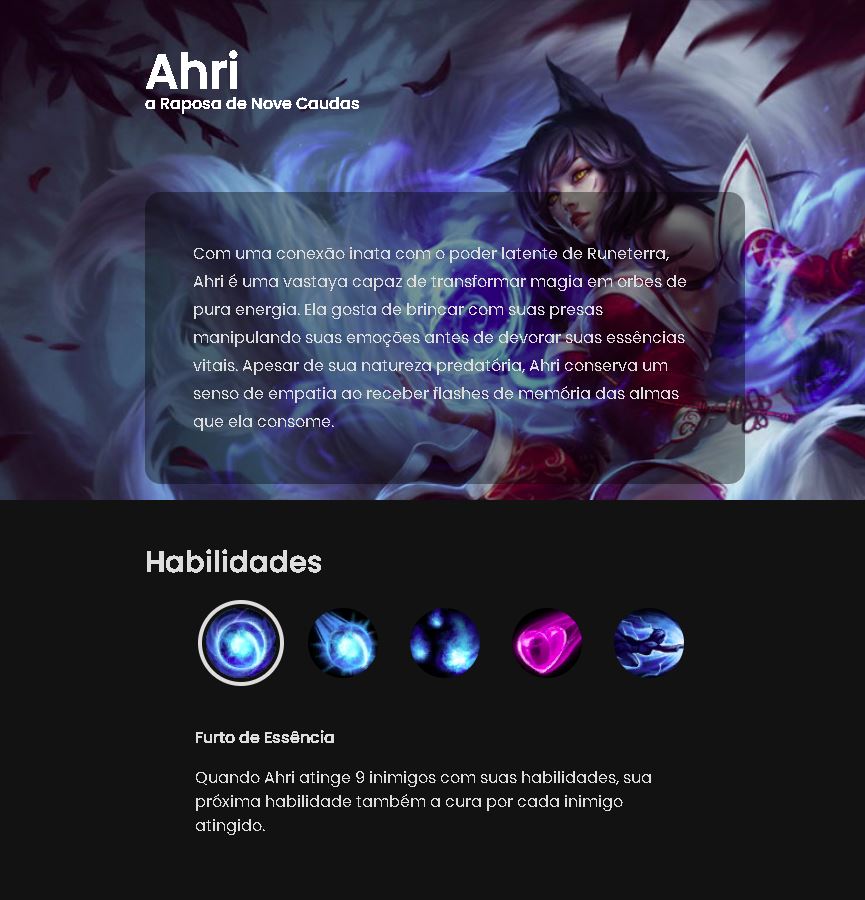 Ahri
a Raposa de Nove Caudas
Com uma conexão inata com o poder latente de Runeterra,
Ahri é uma vastaya capaz de transformar magia em orbes de
pura energia. Ela gosta de brincar com suas presas
manipulando suas emoções antes de devorar suas essências
vitais. Apesar de sua natureza predatória, Ahri conserva um
senso de empatia ao receber flashes de memória das almas
que ela consome.
Habilidades
Furto de Essência
Quando Ahri atinge 9 inimigos com suas habilidades, sua
próxima habilidade também a cura por cada inimigo
atingido.